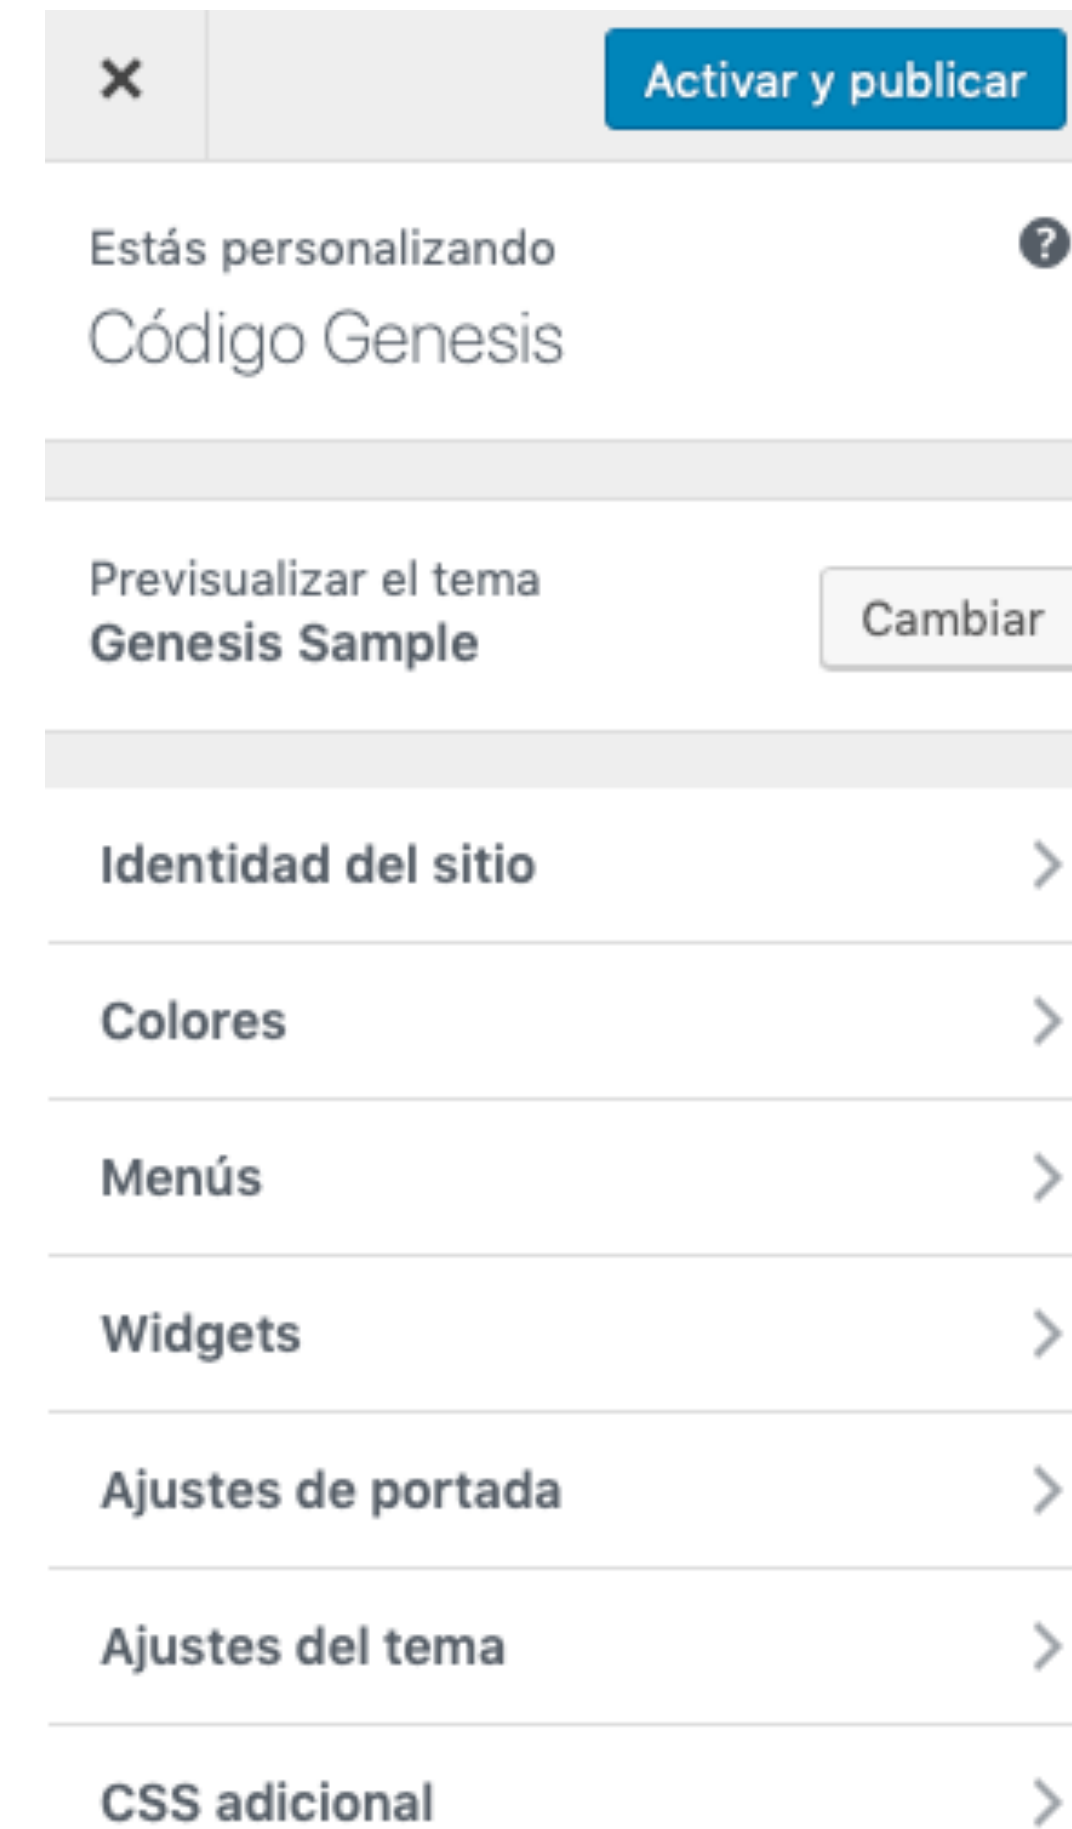 Activar y publicar
Estás personalizando
Código Genesis
Previsualizar el tema
Genesis Sample
Cambiar
Identidad del sitio
Colores
Menús
Widgets
Ajustes de portada
Ajustes del tema
CSS adicional